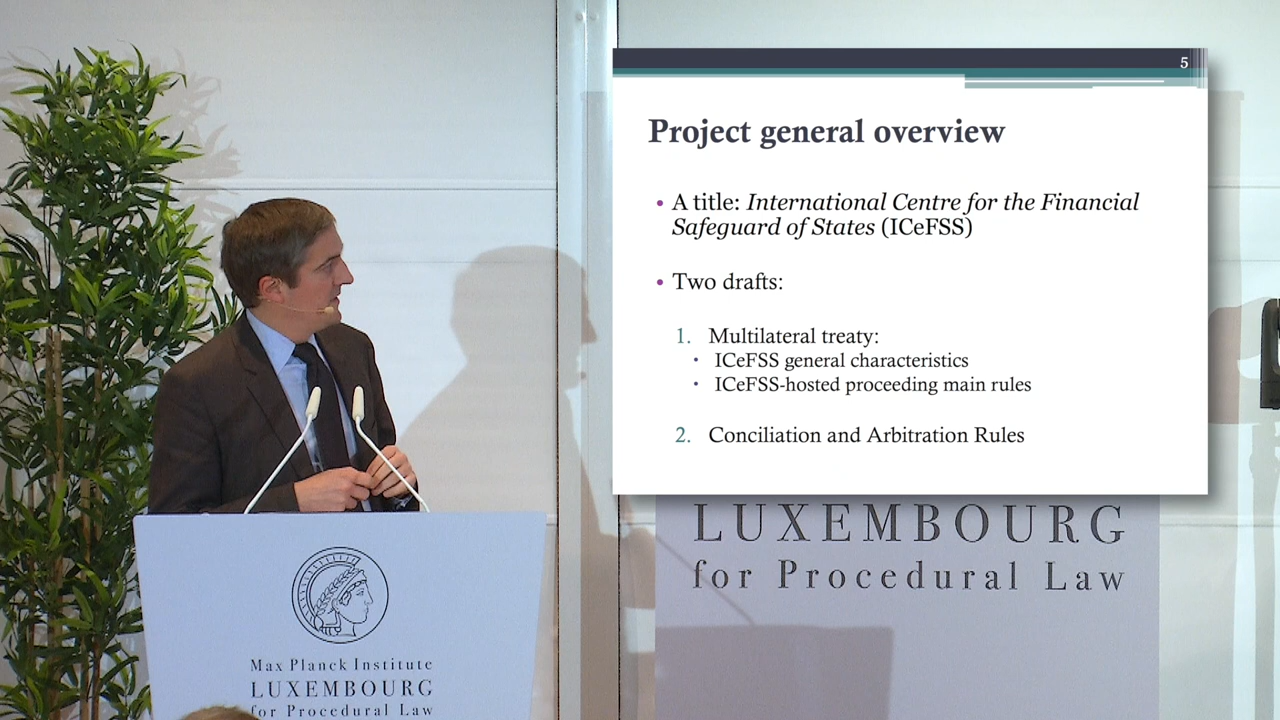 5
Project general overview
• A title: International Centre for the Financial
Safeguard of States (ICeFSS)
• Two drafts:
1. Multilateral treaty:
• ICeFSS general characteristics
• ICeFSS-hosted proceeding main rules
2. Conciliation and Arbitration Rules
LUXEMBOURG
for Procedural Law
Max Planck Institute
LUXEMBOURG
for Procedural Law